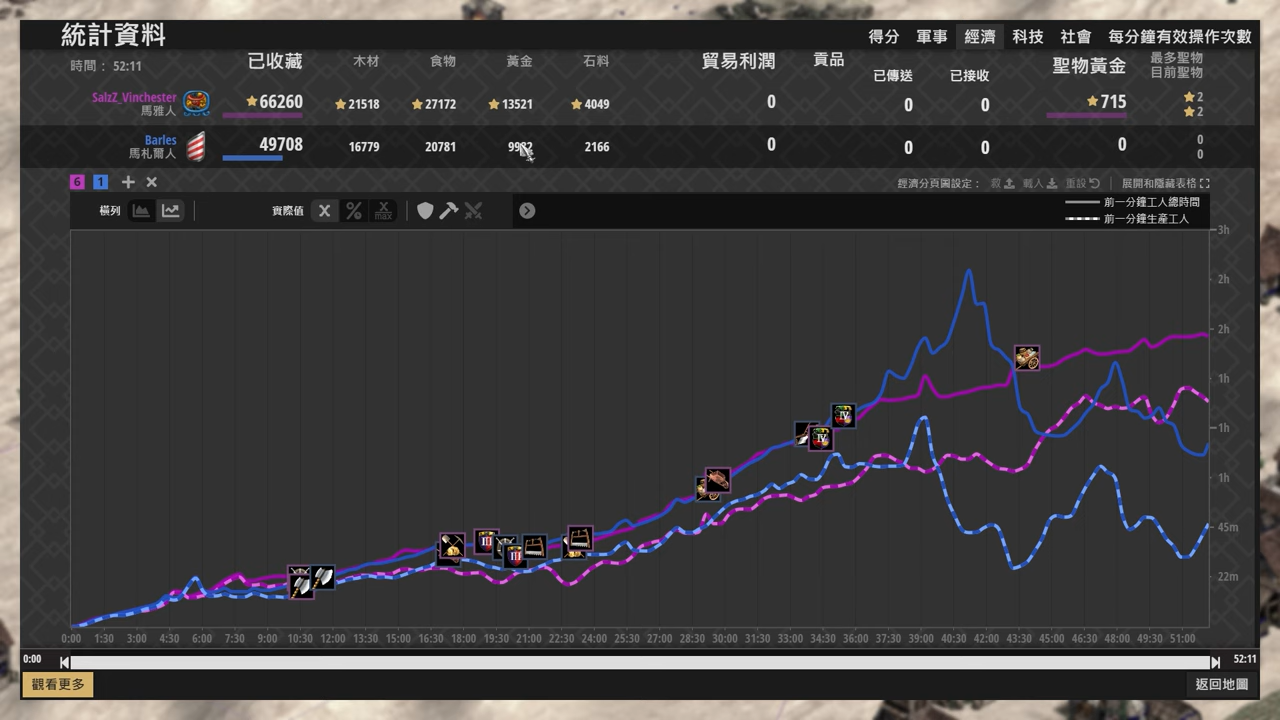 統計資料
得分 軍事 經濟 科技 社會 每分鐘有效操作次數
時間： 52:11
已收藏 木材 食物 黃金 石料 貿易利潤 貢品 已傳送 已接收 聖物黃金 最多聖物
目前聖物
SalzZ_Vinchester
馬雅人
66260 21518 27172 13521 4049 0 0 0 715 2
2
Barles
馬札爾人
49708 16779 20781 2166 0 0 0 0 0
0
6 1
經濟分頁圖設定： 載入 重設 展開和隱藏表格
橫列 實際值 X % X max
前一分鐘工人總時間
前一分鐘生產工人
3h
2h
2h
1h
1h
1h
45m
22m
III III IV IV
0:00 1:30 3:00 4:30 6:00 7:30 9:00 10:30 12:00 13:30 15:00 16:30 18:00 19:30 21:00 22:30 24:00 25:30 27:00 28:30 30:00 31:30 33:00 34:30 36:00 37:30 39:00 40:30 42:00 43:30 45:00 46:30 48:00 49:30 51:00
0:00 52:11
觀看更多 返回地圖